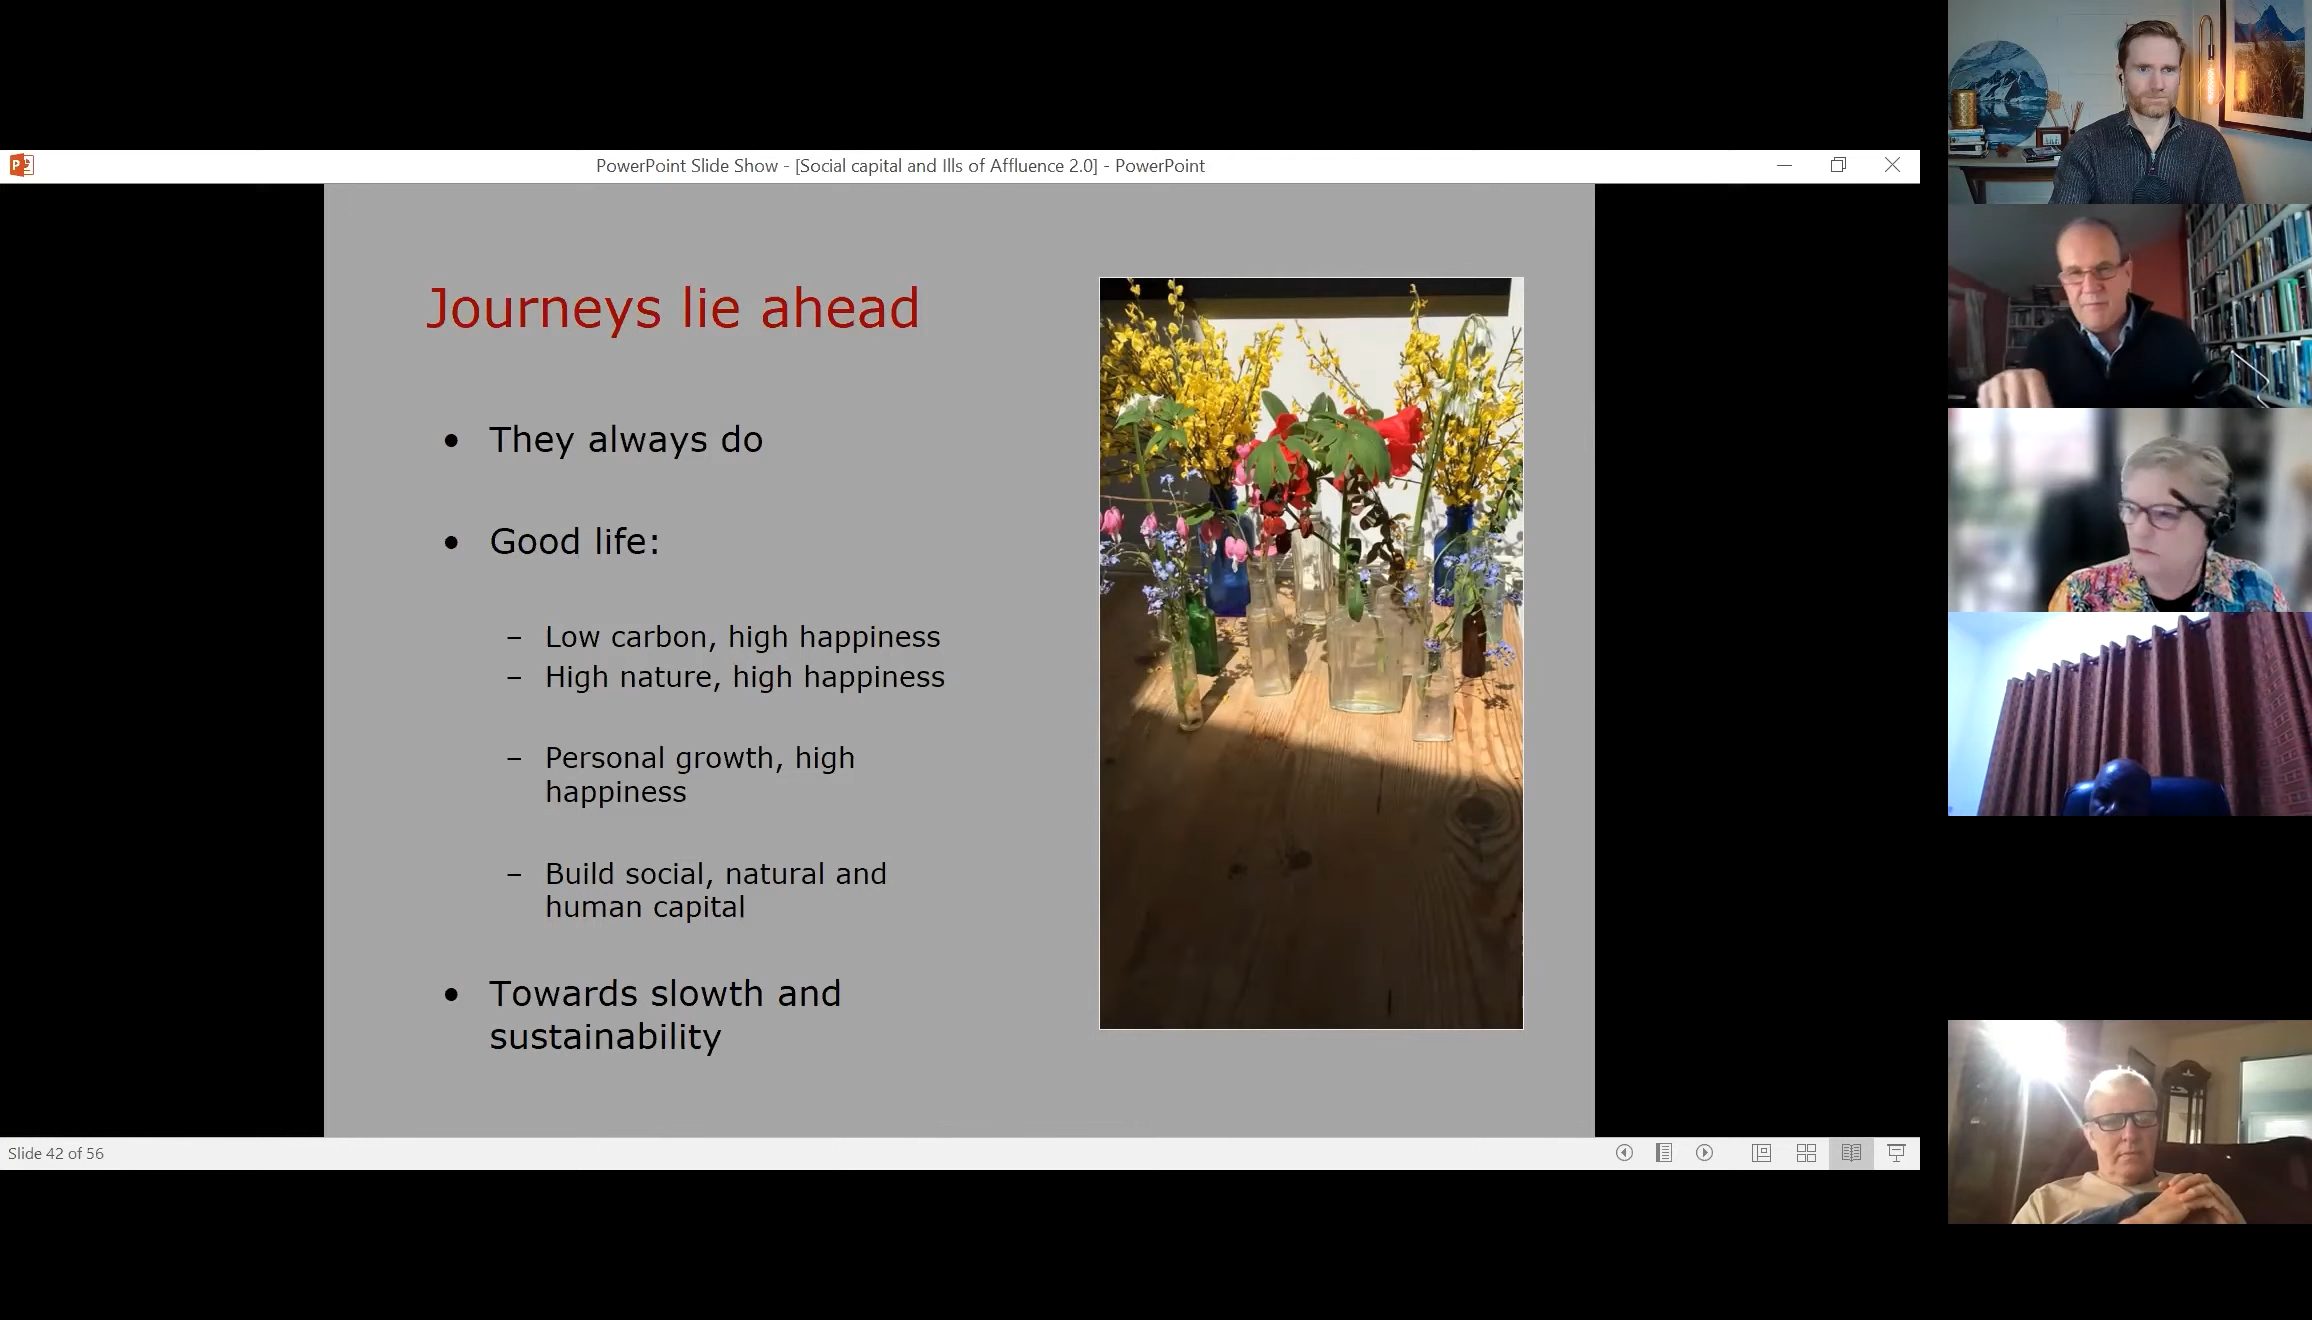 PowerPoint Slide Show - [Social capital and Ills of Affluence 2.0] - PowerPoint
Journeys lie ahead
• They always do
• Good life:
– Low carbon, high happiness
– High nature, high happiness
– Personal growth, high
happiness
– Build social, natural and
human capital
• Towards slowth and
sustainability
Slide 42 of 56